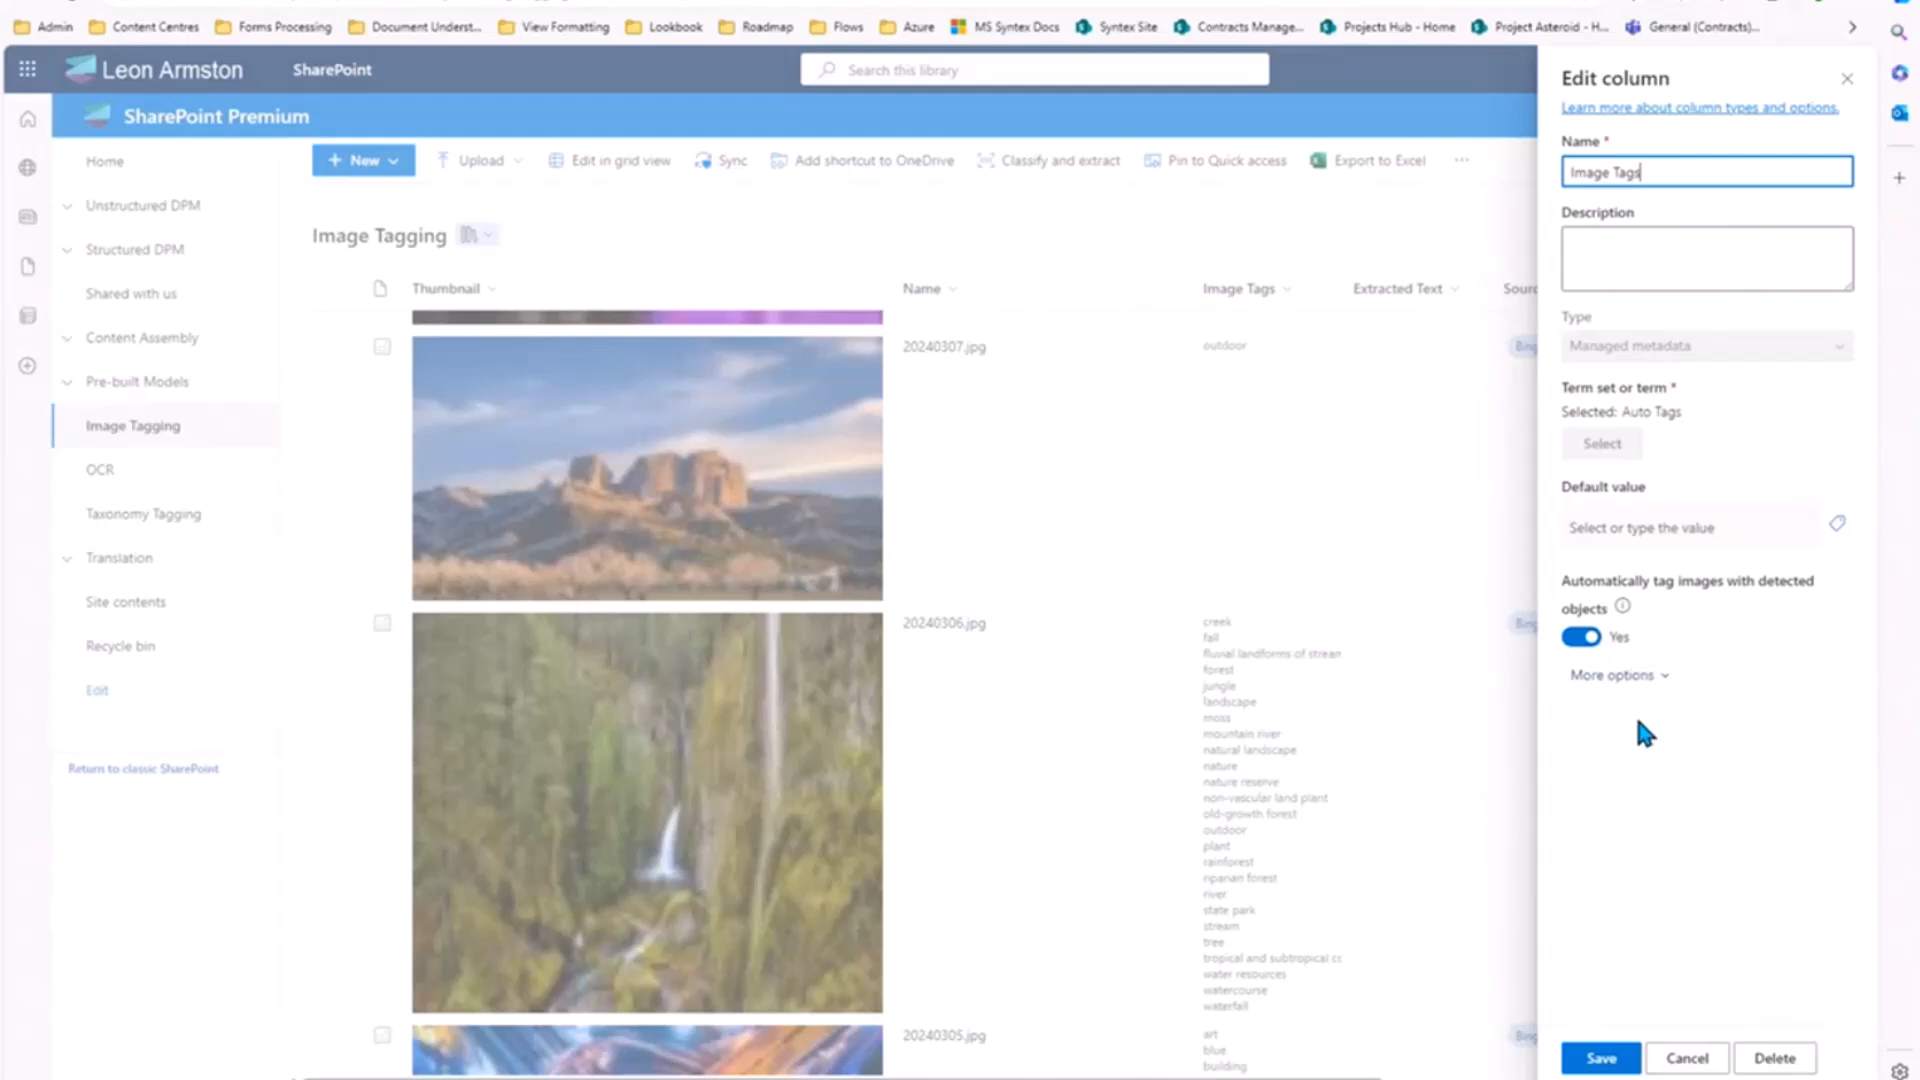 Admin
Content Centres
Forms Processing
Document Underst...
View Formatting
Lookbook
Roadmap
Flows
Azure
MS Syntex Docs
Syntex Site
Contracts Manage...
Projects Hub - Home
Project Asteroid - H...
General (Contracts)...
Leon Armston
SharePoint
Search this library
SharePoint Premium
Home
Unstructured DPM
Structured DPM
Shared with us
Content Assembly
Pre-built Models
Image Tagging
OCR
Taxonomy Tagging
Translation
Site contents
Recycle bin
Edit
Return to classic SharePoint
+ New
Upload
Edit in grid view
Sync
Add shortcut to OneDrive
Classify and extract
Pin to Quick access
Export to Excel
...
Image Tagging
Thumbnail
Name
Image Tags
Extracted Text
Sourc
20240307.jpg
outdoor
Bing
20240306.jpg
creek
fall
fluvial landforms of stream
forest
jungle
landscape
moss
mountain river
natural landscape
nature
nature reserve
non-vascular land plant
old-growth forest
outdoor
plant
rainforest
riparian forest
river
state park
stream
tree
tropical and subtropical cc
water resources
watercourse
waterfall
Bing
20240305.jpg
art
blue
building
Bing
Edit column
Learn more about column types and options.
Name *
Image Tags
Description
Type
Managed metadata
Term set or term *
Selected: Auto Tags
Select
Default value
Select or type the value
Automatically tag images with detected
objects
Yes
More options
Save
Cancel
Delete